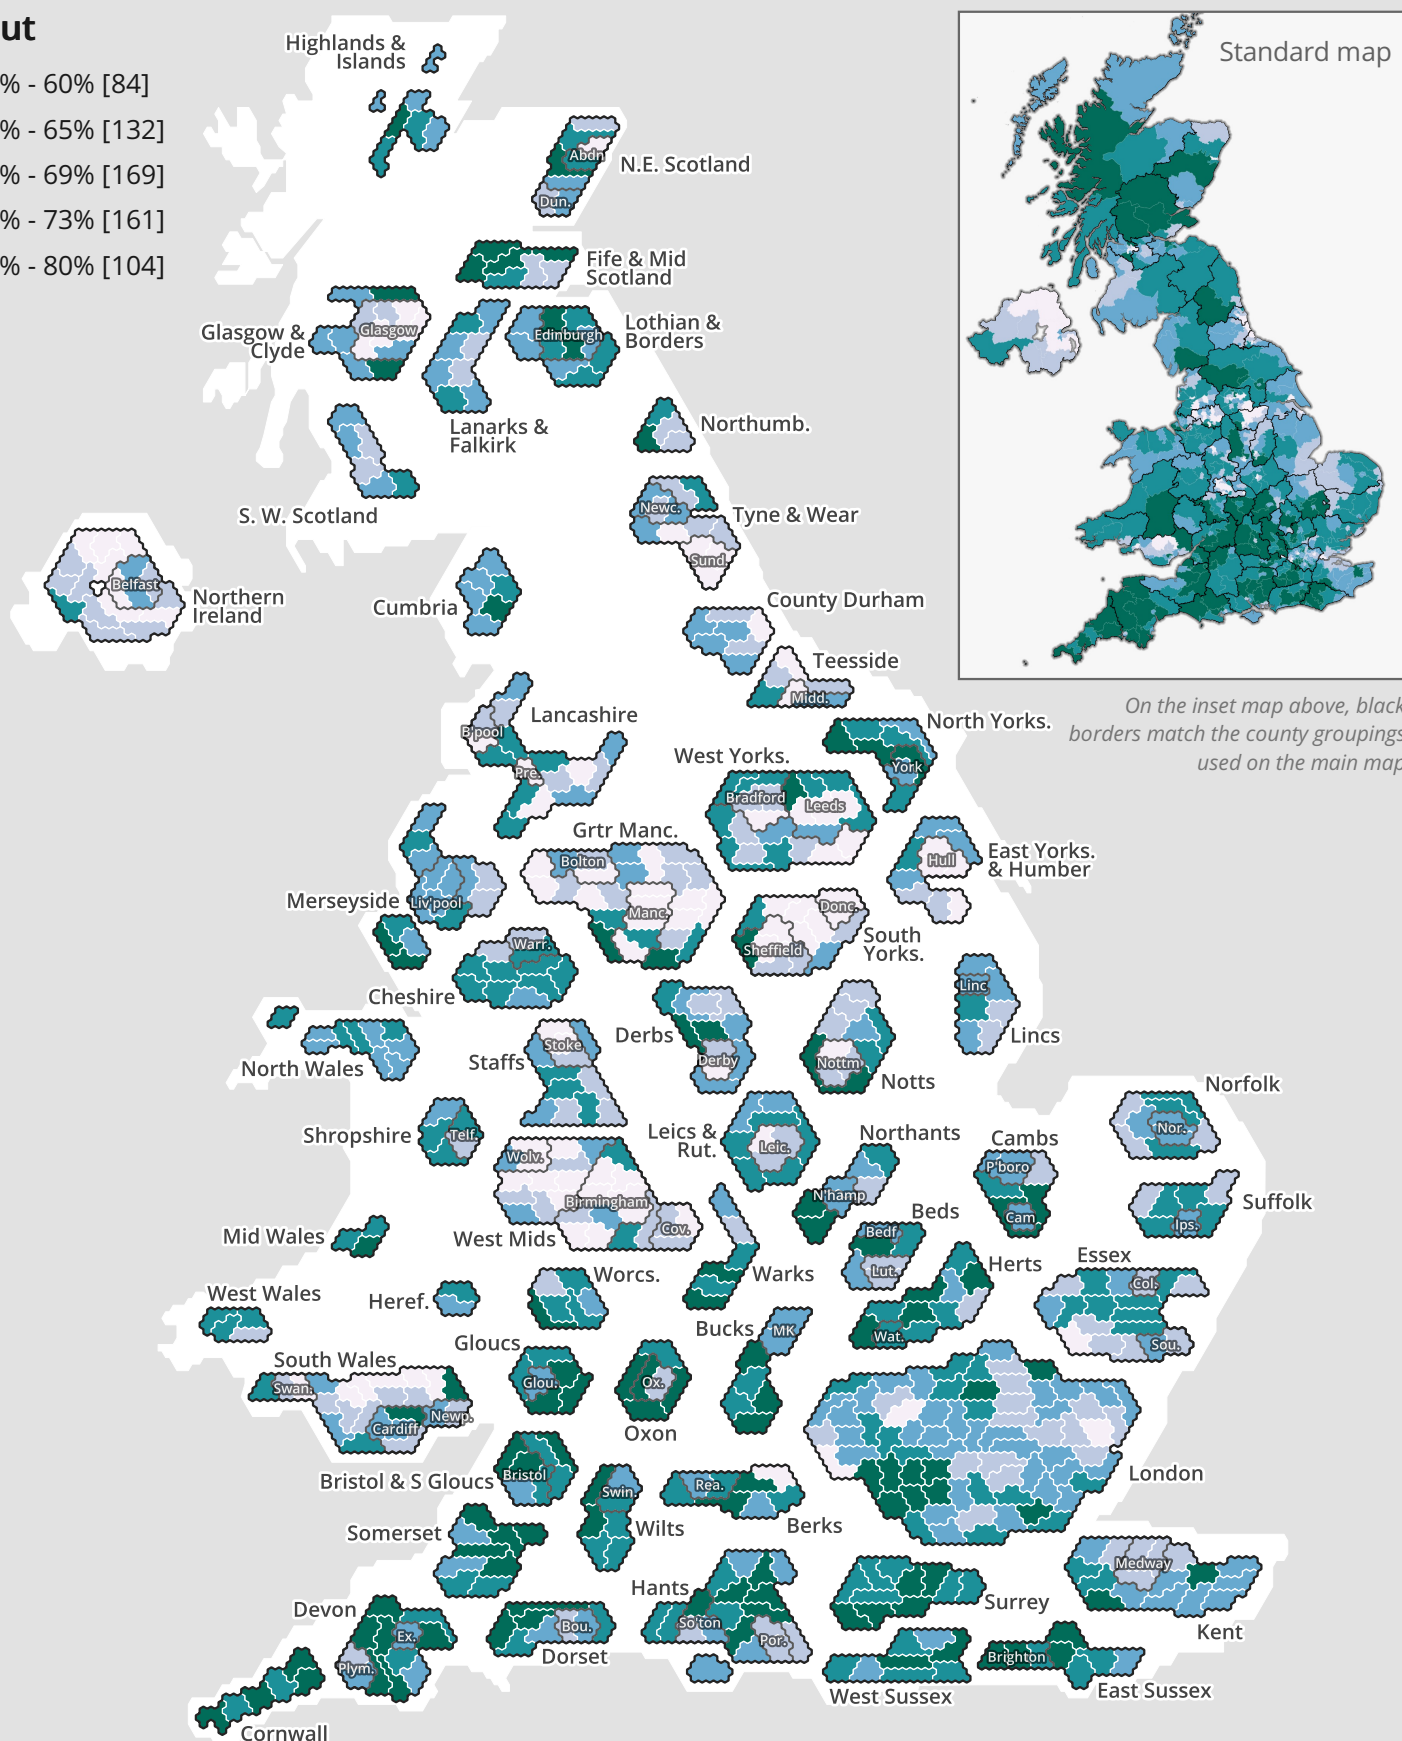 ut
% - 60% [84]
% - 65% [132]
% - 69% [169]
% - 73% [161]
% - 80% [104]
Standard map
On the inset map above, black
borders match the county groupings
used on the main map
Highlands &
Islands
Abdn
N.E. Scotland
Dun.
Fife & Mid
Scotland
Glasgow &
Clyde
Glasgow
Edinburgh
Lothian &
Borders
Lanarks &
Falkirk
Northumb.
S. W. Scotland
Newc.
Tyne & Wear
Sund.
Belfast
Northern
Ireland
Cumbria
County Durham
Teesside
Midd.
Lancashire
B'pool
Pre.
North Yorks.
York
West Yorks.
Bradford
Leeds
Grtr Manc.
Bolton
Manc.
Hull
East Yorks.
& Humber
Merseyside
Liv'pool
Donc.
Sheffield
South
Yorks.
Warr.
Cheshire
Linc
Lincs
Derbs
Derby
Nottm
Notts
North Wales
Staffs
Stoke
Norfolk
Nor.
Shropshire
Telf.
Leics &
Rut.
Leic.
Northants
N'hamp
Cambs
P'boro
Cam
Wolv.
Birmingham
Cov.
West Mids
Suffolk
Ips.
Mid Wales
Beds
Bedf
Lut.
Warks
Herts
Wat.
Essex
Col.
Sou.
Worcs.
Heref.
West Wales
Bucks
MK
Gloucs
Glou.
Ox.
Oxon
South Wales
Swan.
Cardiff
Newp.
London
Bristol & S Gloucs
Bristol
Swin.
Wilts
Rea.
Berks
Somerset
Medway
Kent
Hants
So'ton
Por.
Surrey
Devon
Ex.
Plym.
Bou.
Dorset
West Sussex
Brighton
East Sussex
Cornwall